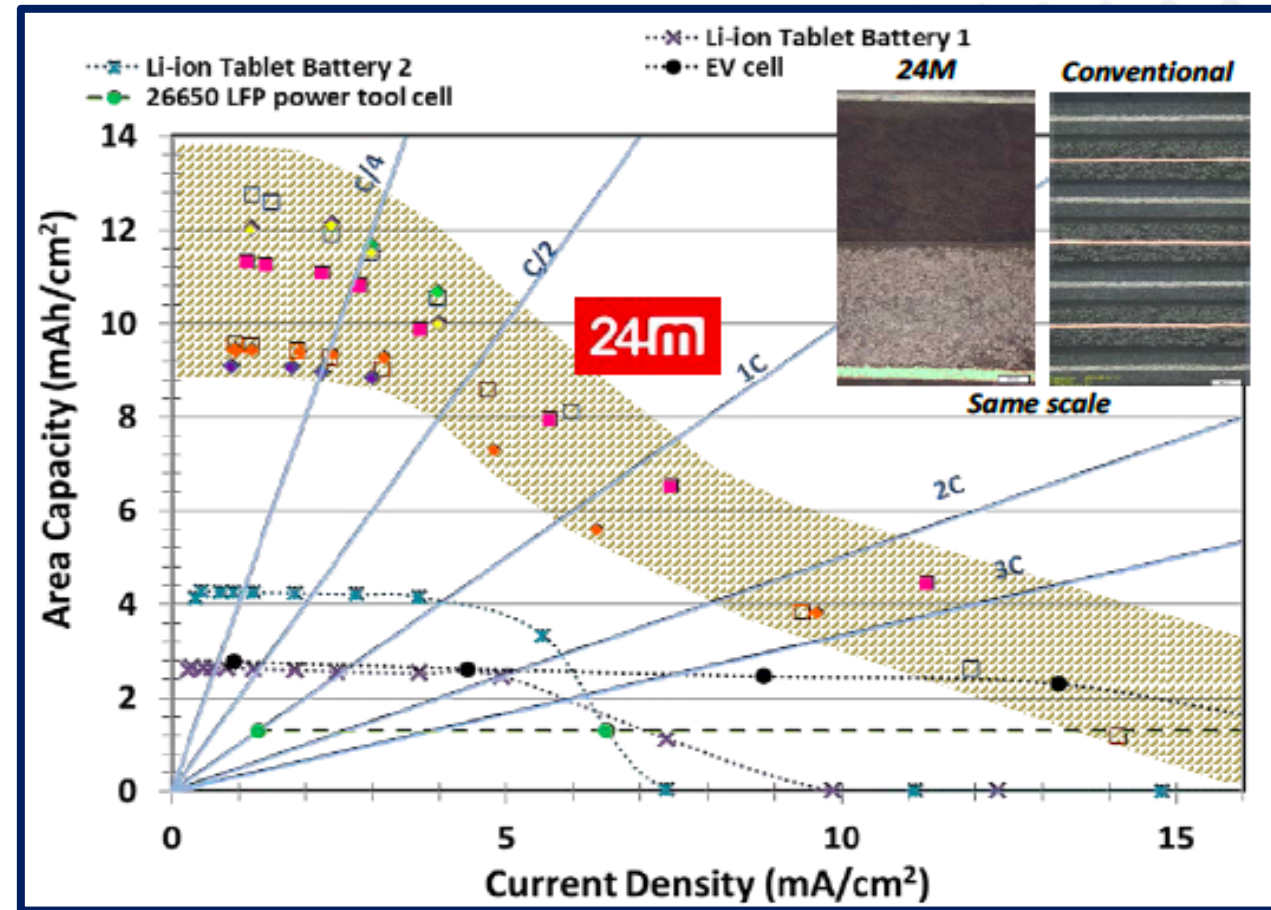 Li-ion Tablet Battery 1
Li-ion Tablet Battery 2
EV cell
26650 LFP power tool cell
24M
Conventional
Same scale
24m
C/4
C/2
1C
2C
3C
Area Capacity (mAh/cm²)
14
12
10
8
6
4
2
0
0
5
10
15
Current Density (mA/cm²)